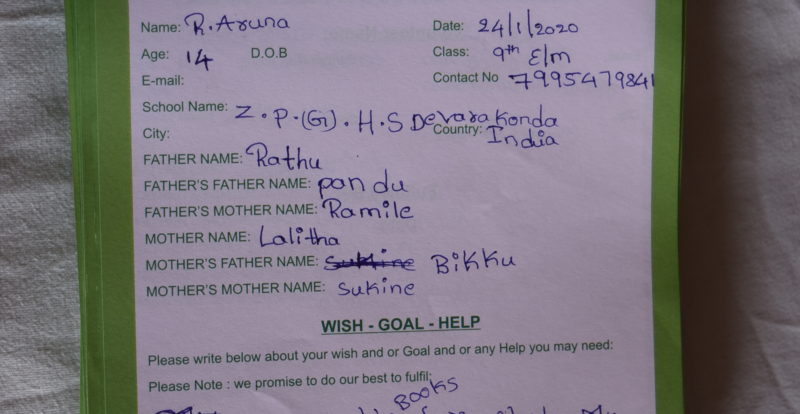 Name: R. Aruna Date: 24/1/2020
Age: 14 D.O.B Class: 9th E/m
E-mail: Contact No 7995479841
School Name: Z.P.(G).H.S Devarakonda
City: Country: India
FATHER NAME: Rathu
FATHER'S FATHER NAME: pandu
FATHER'S MOTHER NAME: Ramile
MOTHER NAME: Lalitha
MOTHER'S FATHER NAME: Sukine BiKKu
MOTHER'S MOTHER NAME: Sukine
WISH - GOAL - HELP
Please write below about your wish and or Goal and or any Help you may need:
Please Note : we promise to do our best to fulfil:
BOOKS